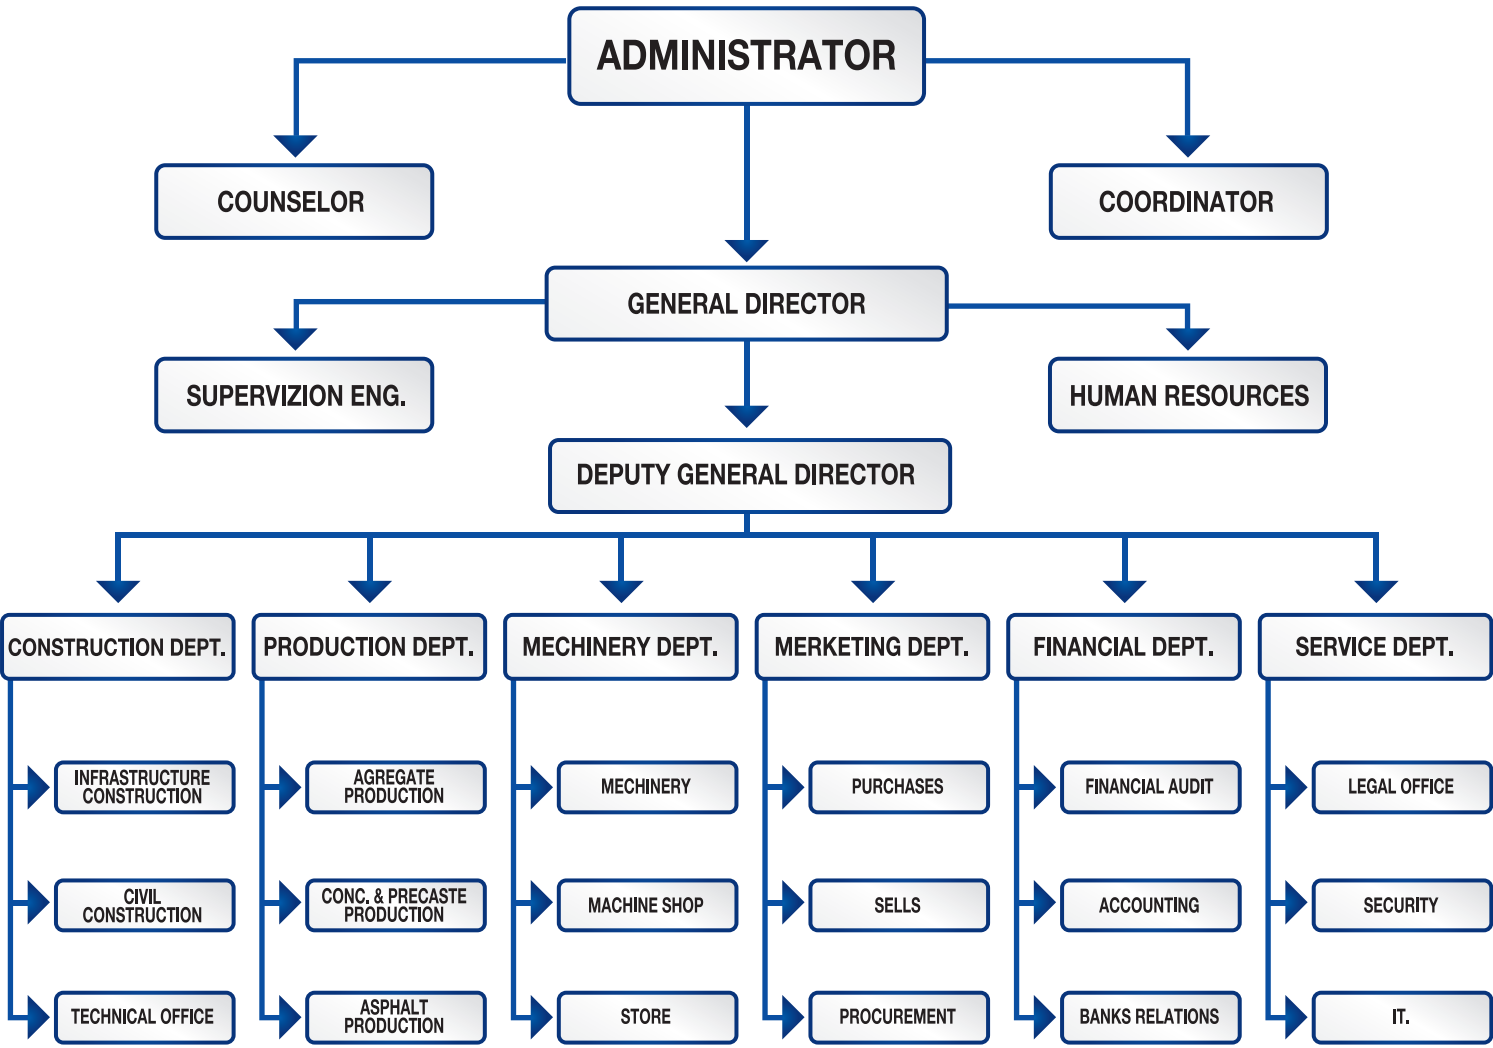 ADMINISTRATOR
COUNSELOR
COORDINATOR
GENERAL DIRECTOR
SUPERVIZION ENG.
HUMAN RESOURCES
DEPUTY GENERAL DIRECTOR
CONSTRUCTION DEPT.
PRODUCTION DEPT.
MECHINERY DEPT.
MERKETING DEPT.
FINANCIAL DEPT.
SERVICE DEPT.
INFRASTRUCTURE
CONSTRUCTION
AGREGATE
PRODUCTION
MECHINERY
PURCHASES
FINANCIAL AUDIT
LEGAL OFFICE
CIVIL
CONSTRUCTION
CONC. & PRECASTE
PRODUCTION
MACHINE SHOP
SELLS
ACCOUNTING
SECURITY
TECHNICAL OFFICE
ASPHALT
PRODUCTION
STORE
PROCUREMENT
BANKS RELATIONS
IT.